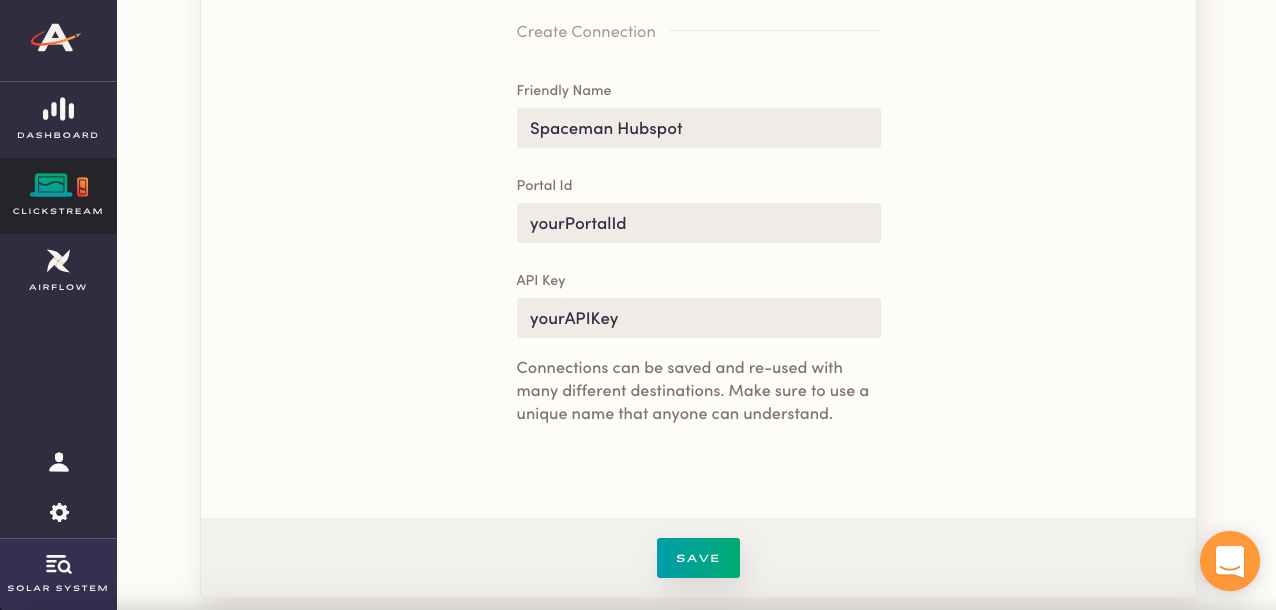 DASHBOARD
CLICKSTREAM
AIRFLOW
SOLAR SYSTEM
Create Connection
Friendly Name
Spaceman Hubspot
Portal Id
yourPortalId
API Key
yourAPIKey
Connections can be saved and re-used with
many different destinations. Make sure to use a
unique name that anyone can understand.
SAVE